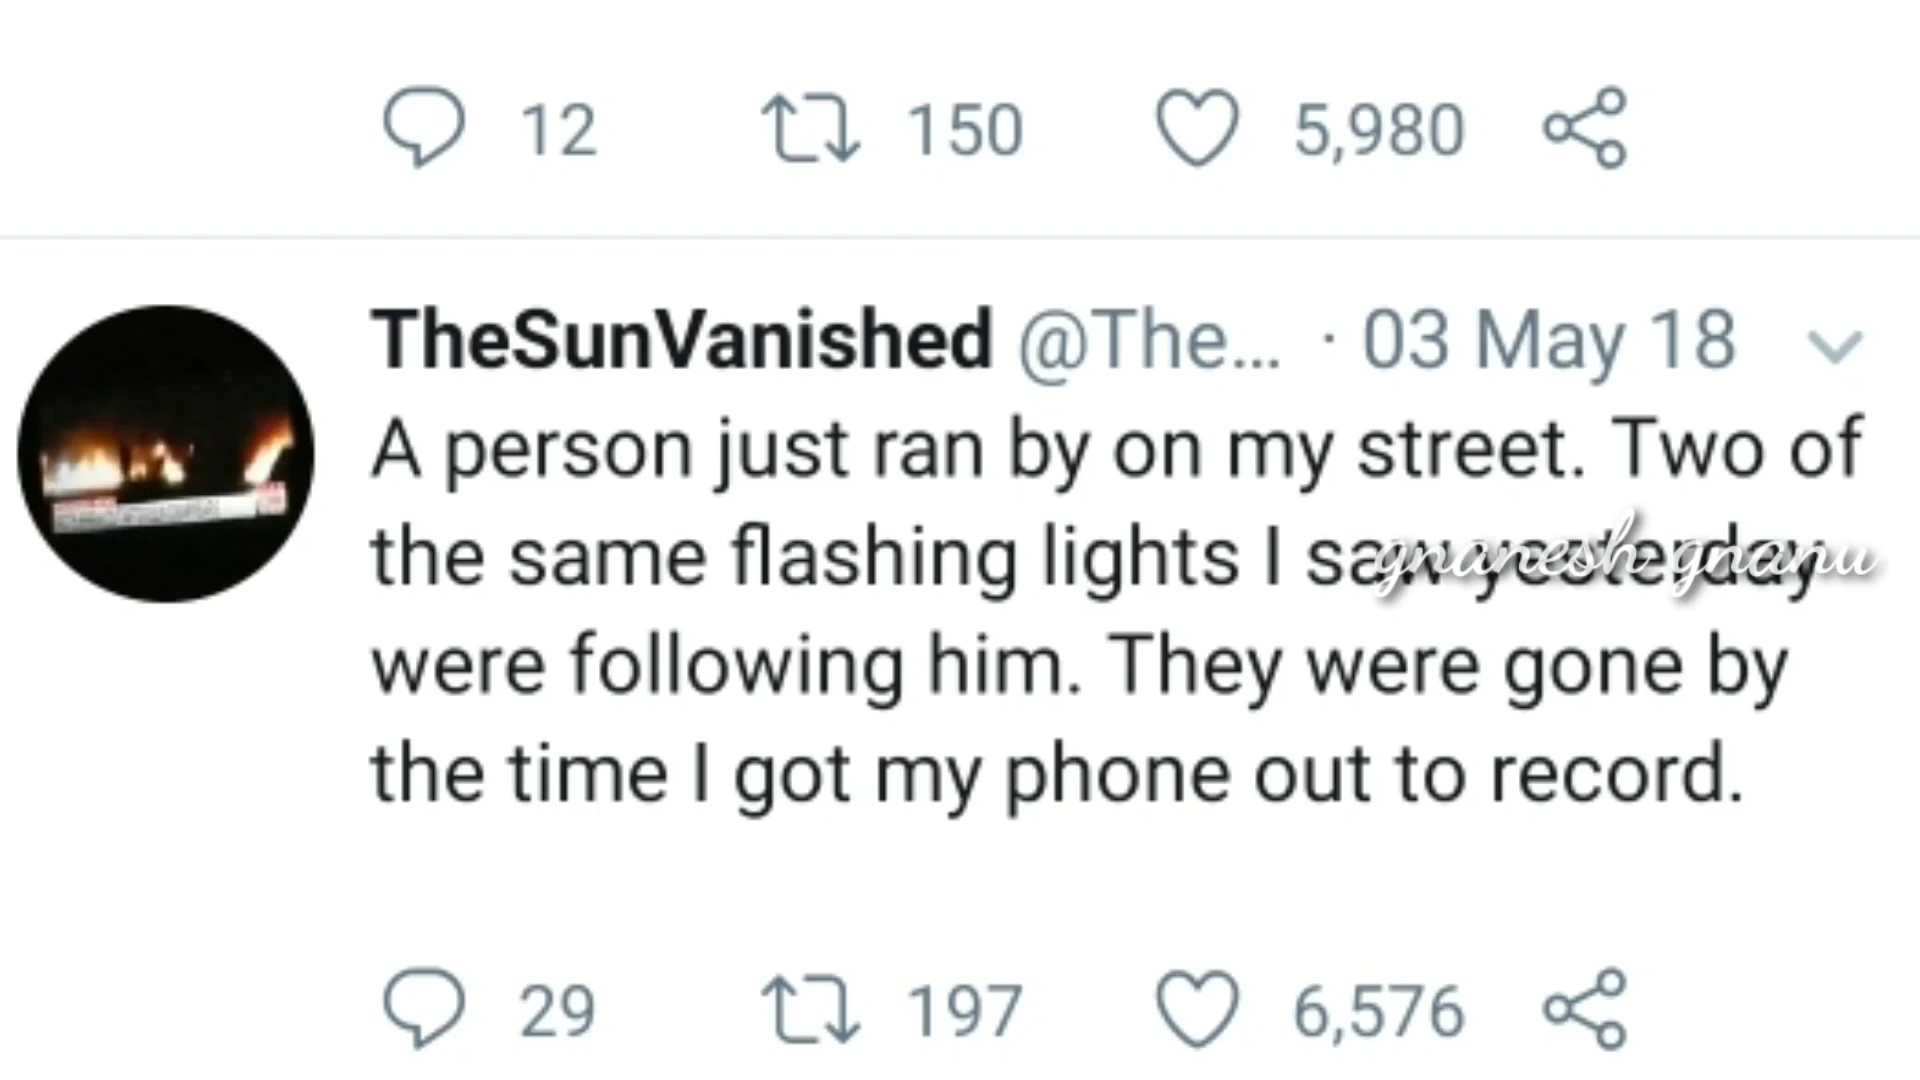 12 150 5,980
TheSunVanished @The... · 03 May 18
A person just ran by on my street. Two of
the same flashing lights I saw yesterday
gnanesh gnanu
were following him. They were gone by
the time I got my phone out to record.
29 197 6,576